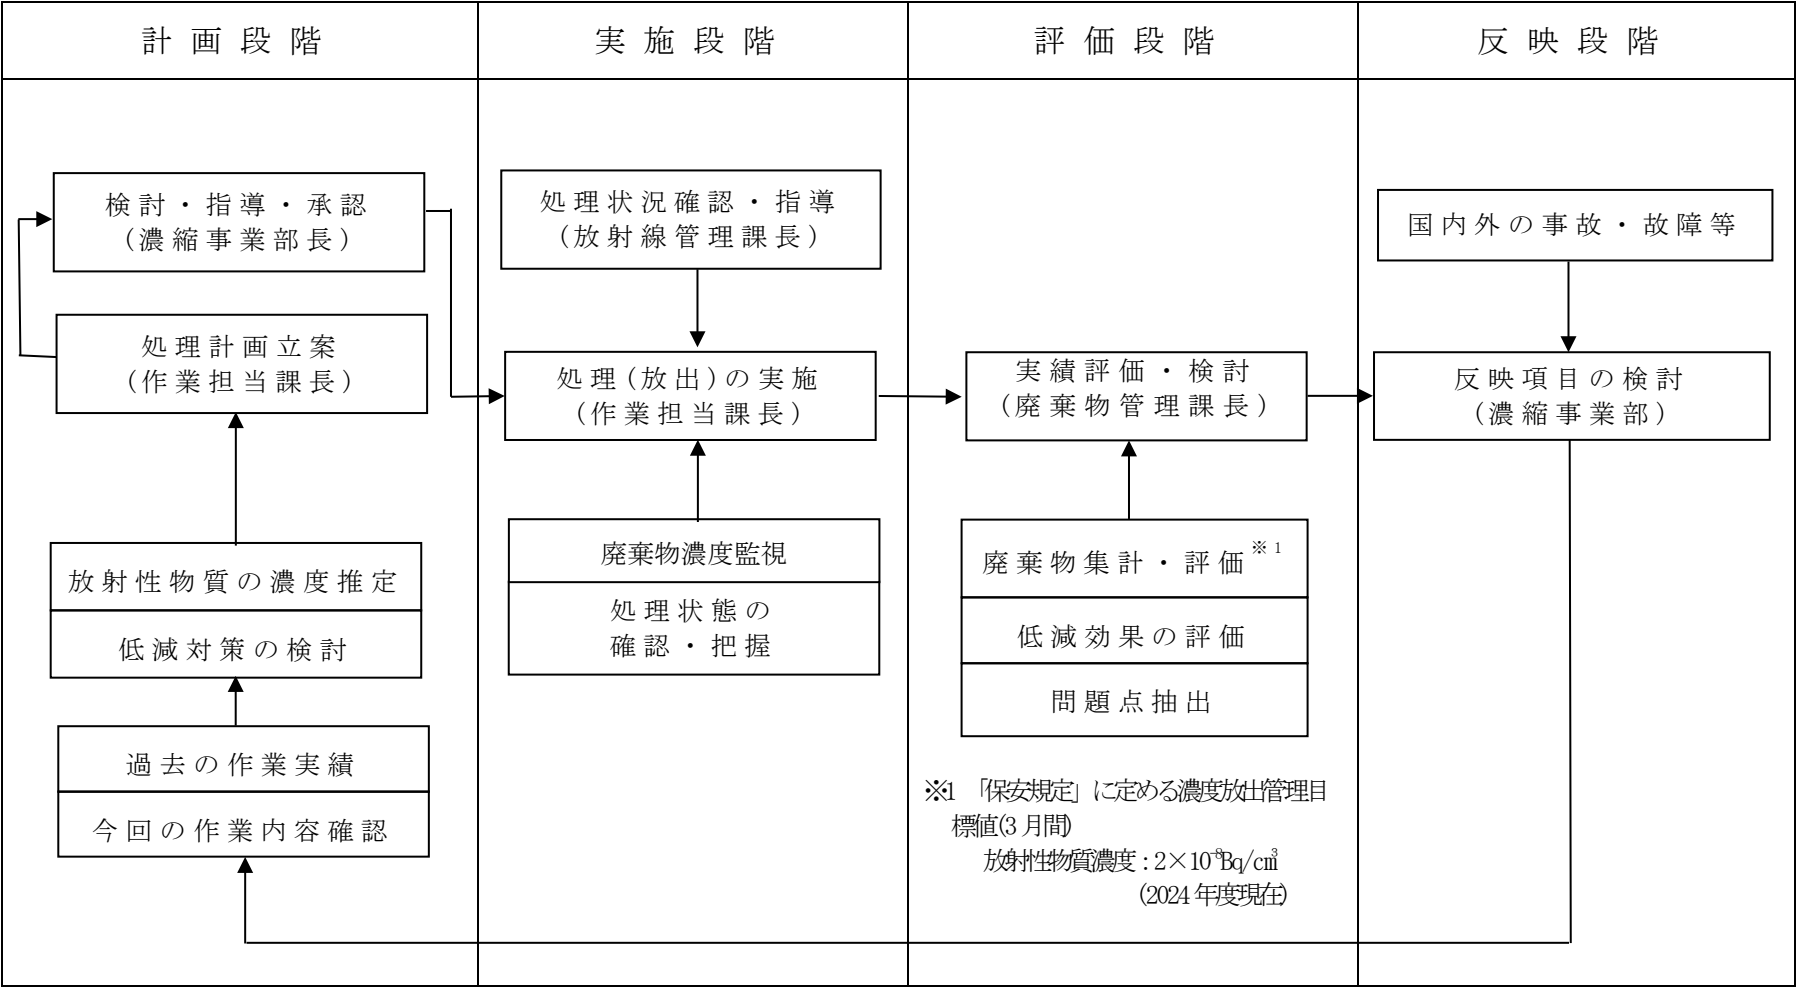 計画段階
実施段階
評価段階
反映段階
検討・指導・承認
（濃縮事業部長）
処理計画立案
（作業担当課長）
放射性物質の濃度推定
低減対策の検討
過去の作業実績
今回の作業内容確認
処理状況確認・指導
（放射線管理課長）
処理（放出）の実施
（作業担当課長）
廃棄物濃度監視
処理状態の
確認・把握
実績評価・検討
（廃棄物管理課長）
廃棄物集計・評価※1
低減効果の評価
問題点抽出
※1　「保安規定」に定める濃度放出管理目
標値(3月間)
放射性物質濃度：2×10⁻⁸Bq/cm³
(2024年度現在)
国内外の事故・故障等
反映項目の検討
（濃縮事業部）